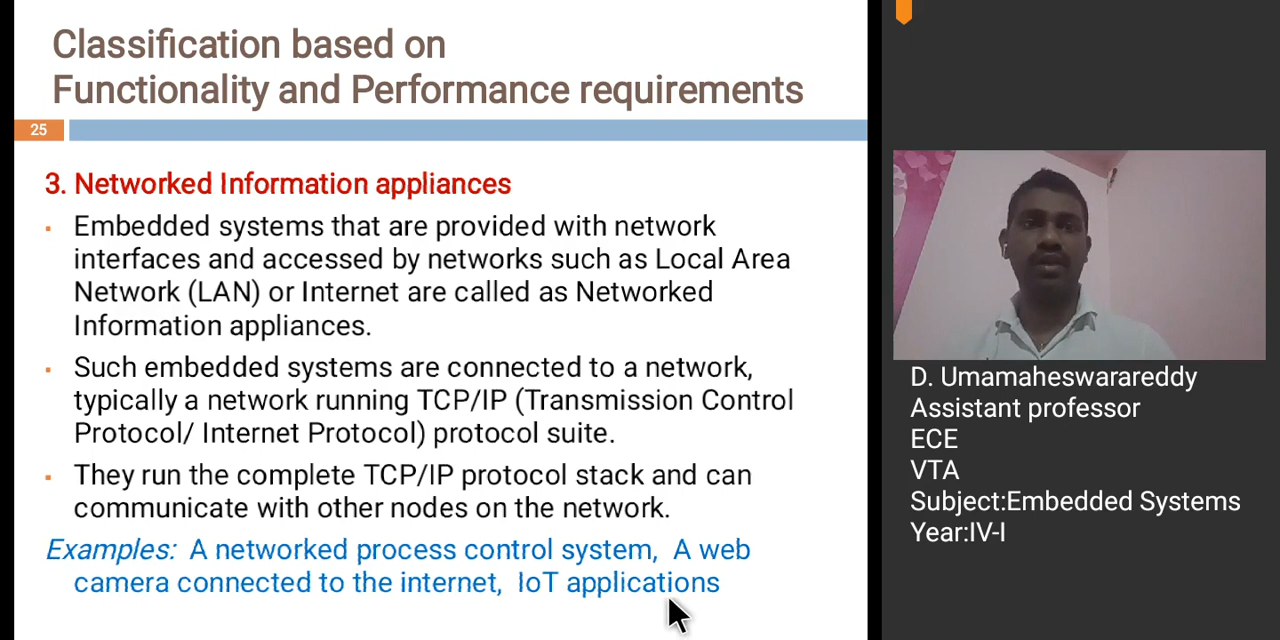 Classification based on
Functionality and Performance requirements
25
3. Networked Information appliances
▪ Embedded systems that are provided with network
interfaces and accessed by networks such as Local Area
Network (LAN) or Internet are called as Networked
Information appliances.
▪ Such embedded systems are connected to a network,
typically a network running TCP/IP (Transmission Control
Protocol/ Internet Protocol) protocol suite.
▪ They run the complete TCP/IP protocol stack and can
communicate with other nodes on the network.
Examples: A networked process control system, A web
camera connected to the internet, IoT applications
D. Umamaheswarareddy
Assistant professor
ECE
VTA
Subject:Embedded Systems
Year:IV-I